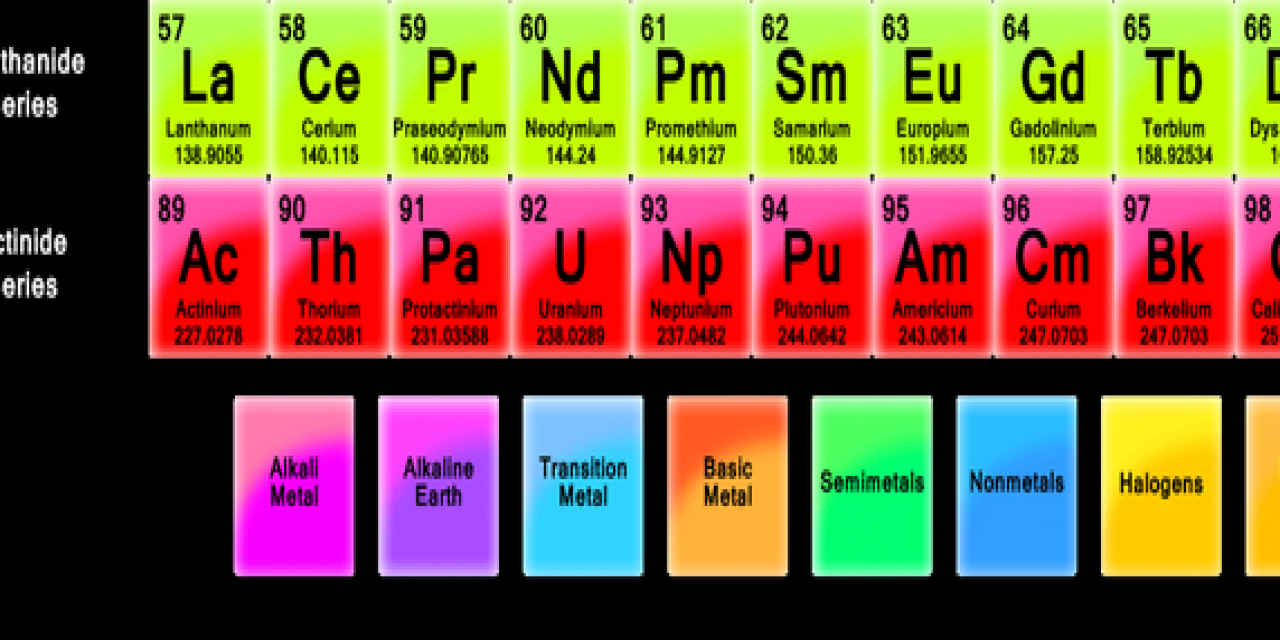 57 58 59 60 61 62 63 64 65 66
thanide La Ce Pr Nd Pm Sm Eu Gd Tb
eries
Lanthanum Cerium Praseodymium Neodymium Promethium Samarium Europium Gadolinium Terbium Dys
138.9055 140.115 140.90765 144.24 144.9127 150.36 151.9655 157.25 158.92534
89 90 91 92 93 94 95 96 97 98
ctinide Ac Th Pa U Np Pu Am Cm Bk
eries
Actinium Thorium Protactinium Uranium Neptunium Plutonium Americium Curium Berkelium Cal
227.0278 232.0381 231.03588 238.0289 237.0482 244.0642 243.0614 247.0703 247.0703 25
Alkali Alkaline Transition Basic
Metal Earth Metal Metal
Semimetals Nonmetals Halogens